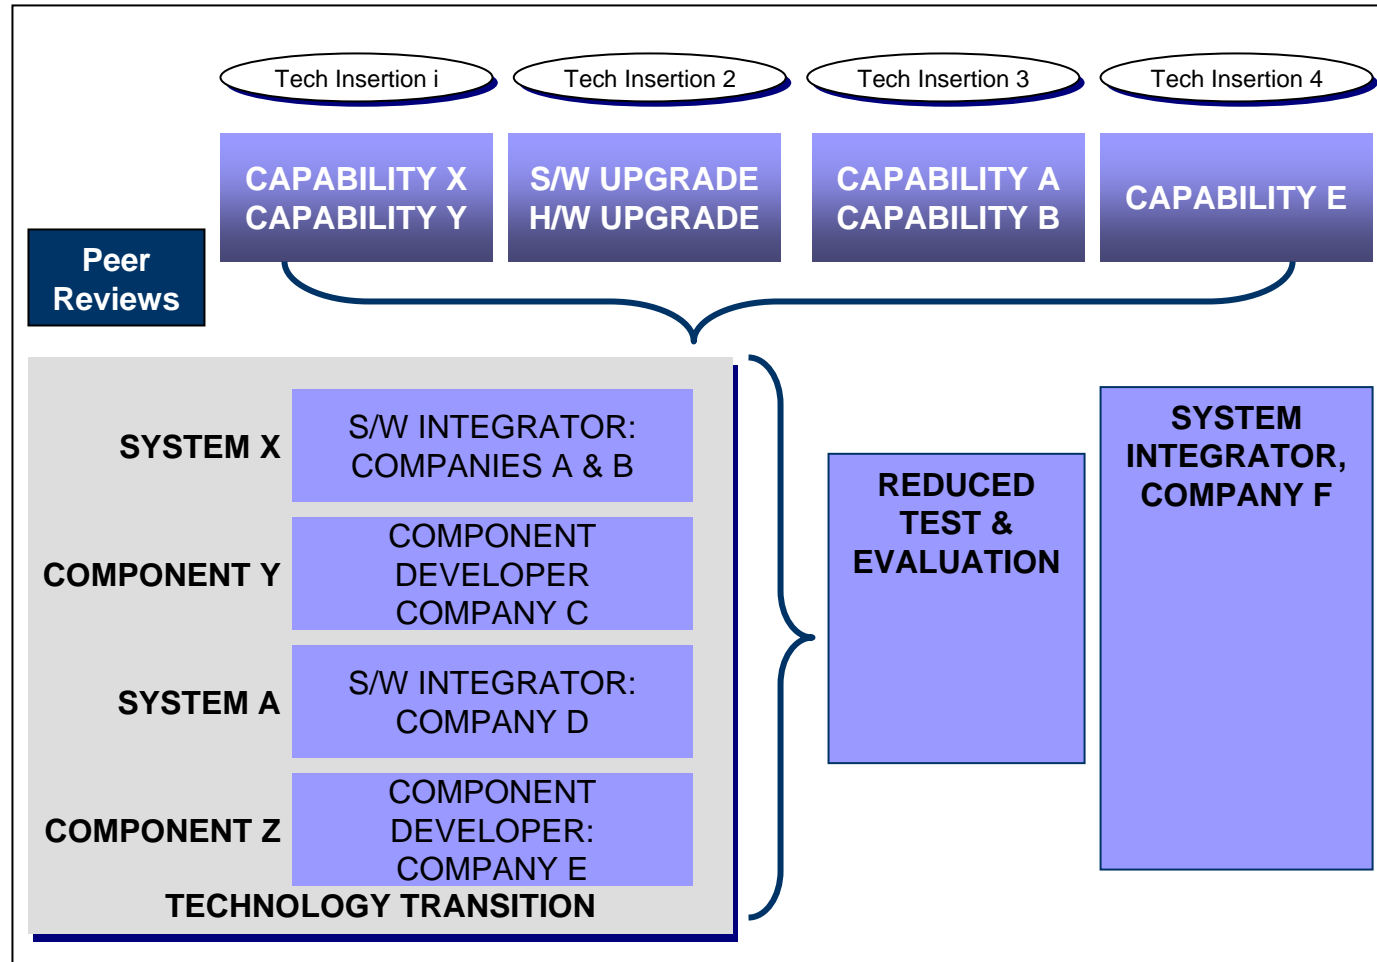 Tech Insertion i
Tech Insertion 2
Tech Insertion 3
Tech Insertion 4
CAPABILITY X
CAPABILITY Y
S/W UPGRADE
H/W UPGRADE
CAPABILITY A
CAPABILITY B
CAPABILITY E
Peer
Reviews
SYSTEM X
S/W INTEGRATOR:
COMPANIES A & B
COMPONENT Y
COMPONENT
DEVELOPER
COMPANY C
SYSTEM A
S/W INTEGRATOR:
COMPANY D
COMPONENT Z
COMPONENT
DEVELOPER:
COMPANY E
TECHNOLOGY TRANSITION
REDUCED
TEST &
EVALUATION
SYSTEM
INTEGRATOR,
COMPANY F